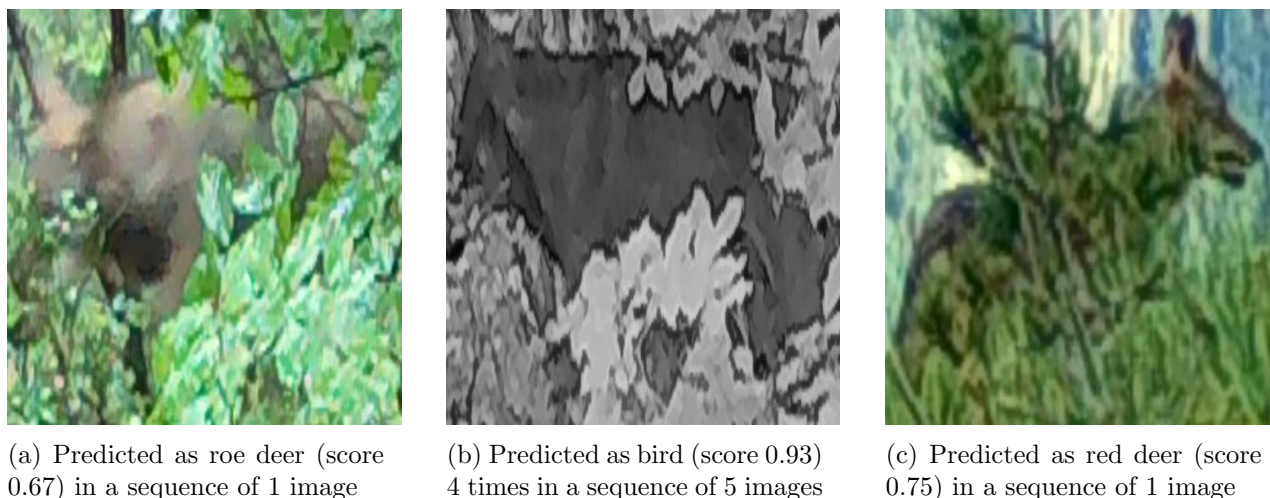 (a) Predicted as roe deer (score
0.67) in a sequence of 1 image
(b) Predicted as bird (score 0.93)
4 times in a sequence of 5 images
(c) Predicted as red deer (score
0.75) in a sequence of 1 image